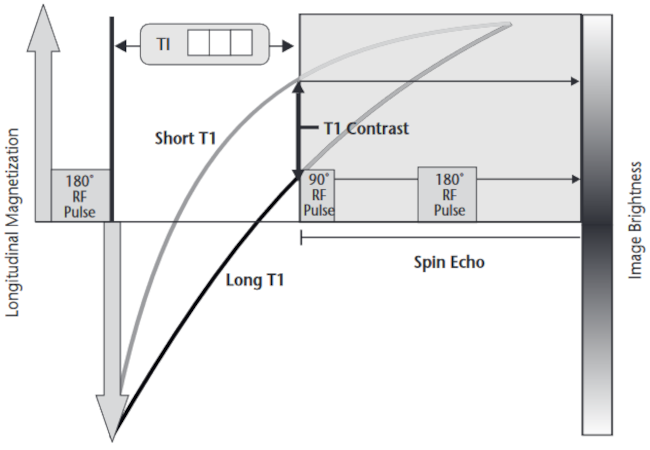 TI
Short T1
T1 Contrast
180°
RF
Pulse
90°
RF
Pulse
180°
RF
Pulse
Longitudinal Magnetization
Image Brightness
Spin Echo
Long T1